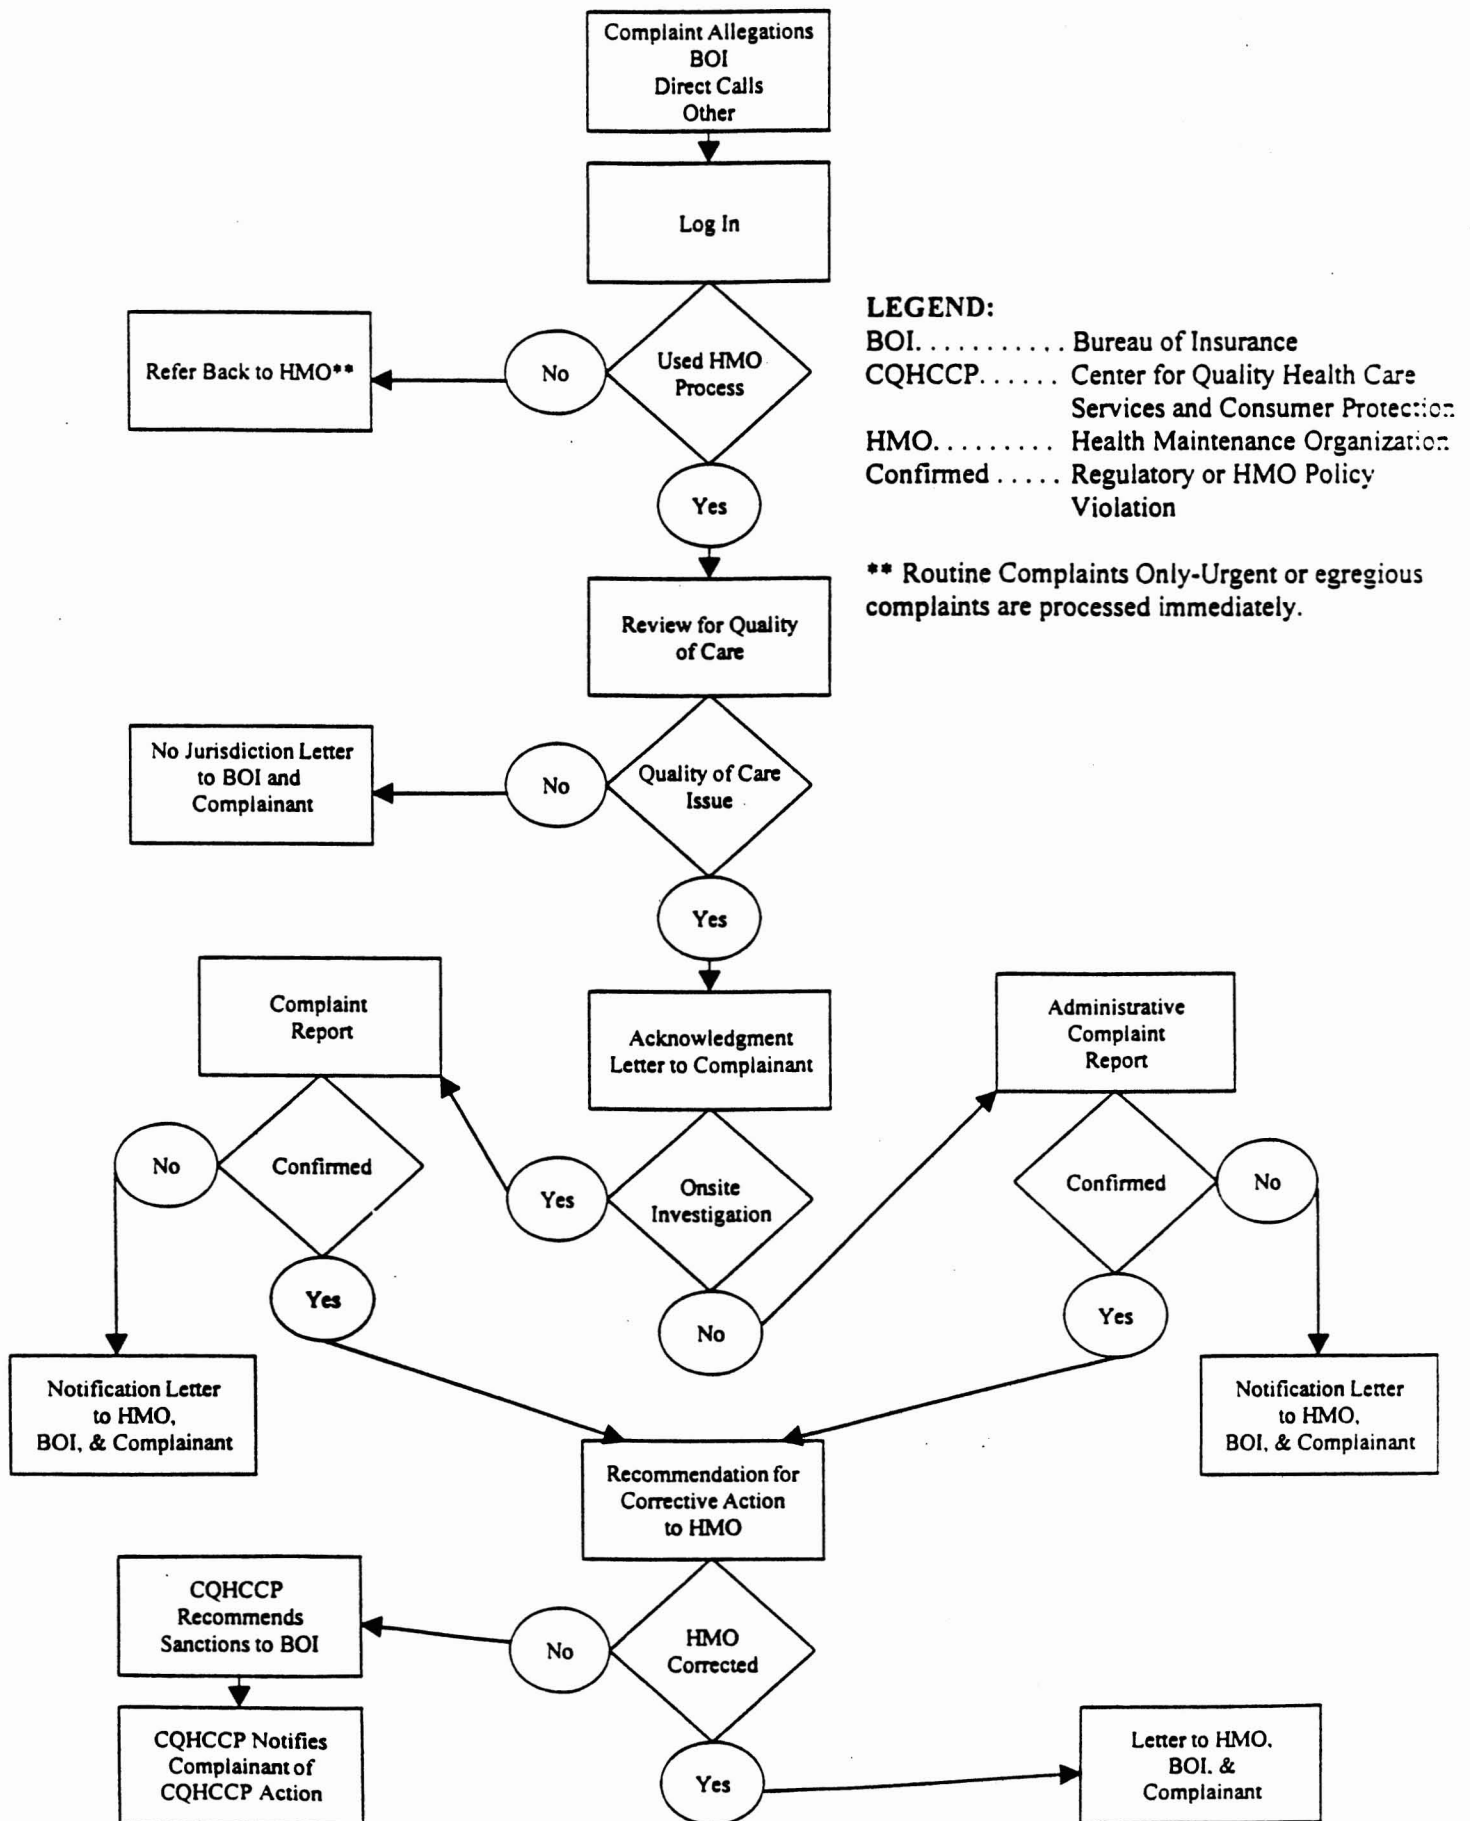 Complaint Allegations
BOI
Direct Calls
Other
Log In
Refer Back to HMO**
No
Used HMO
Process
Yes
LEGEND:
BOI........... Bureau of Insurance
CQHCCP...... Center for Quality Health Care
Services and Consumer Protection
HMO......... Health Maintenance Organization
Confirmed ..... Regulatory or HMO Policy
Violation
** Routine Complaints Only-Urgent or egregious
complaints are processed immediately.
Review for Quality
of Care
No Jurisdiction Letter
to BOI and
Complainant
No
Quality of Care
Issue
Yes
Complaint
Report
Acknowledgment
Letter to Complainant
Administrative
Complaint
Report
No
Confirmed
Yes
Onsite
Investigation
Confirmed
No
Yes
No
Yes
Notification Letter
to HMO,
BOI, & Complainant
Notification Letter
to HMO,
BOI, & Complainant
Recommendation for
Corrective Action
to HMO
CQHCCP
Recommends
Sanctions to BOI
No
HMO
Corrected
CQHCCP Notifies
Complainant of
CQHCCP Action
Yes
Letter to HMO,
BOI, &
Complainant